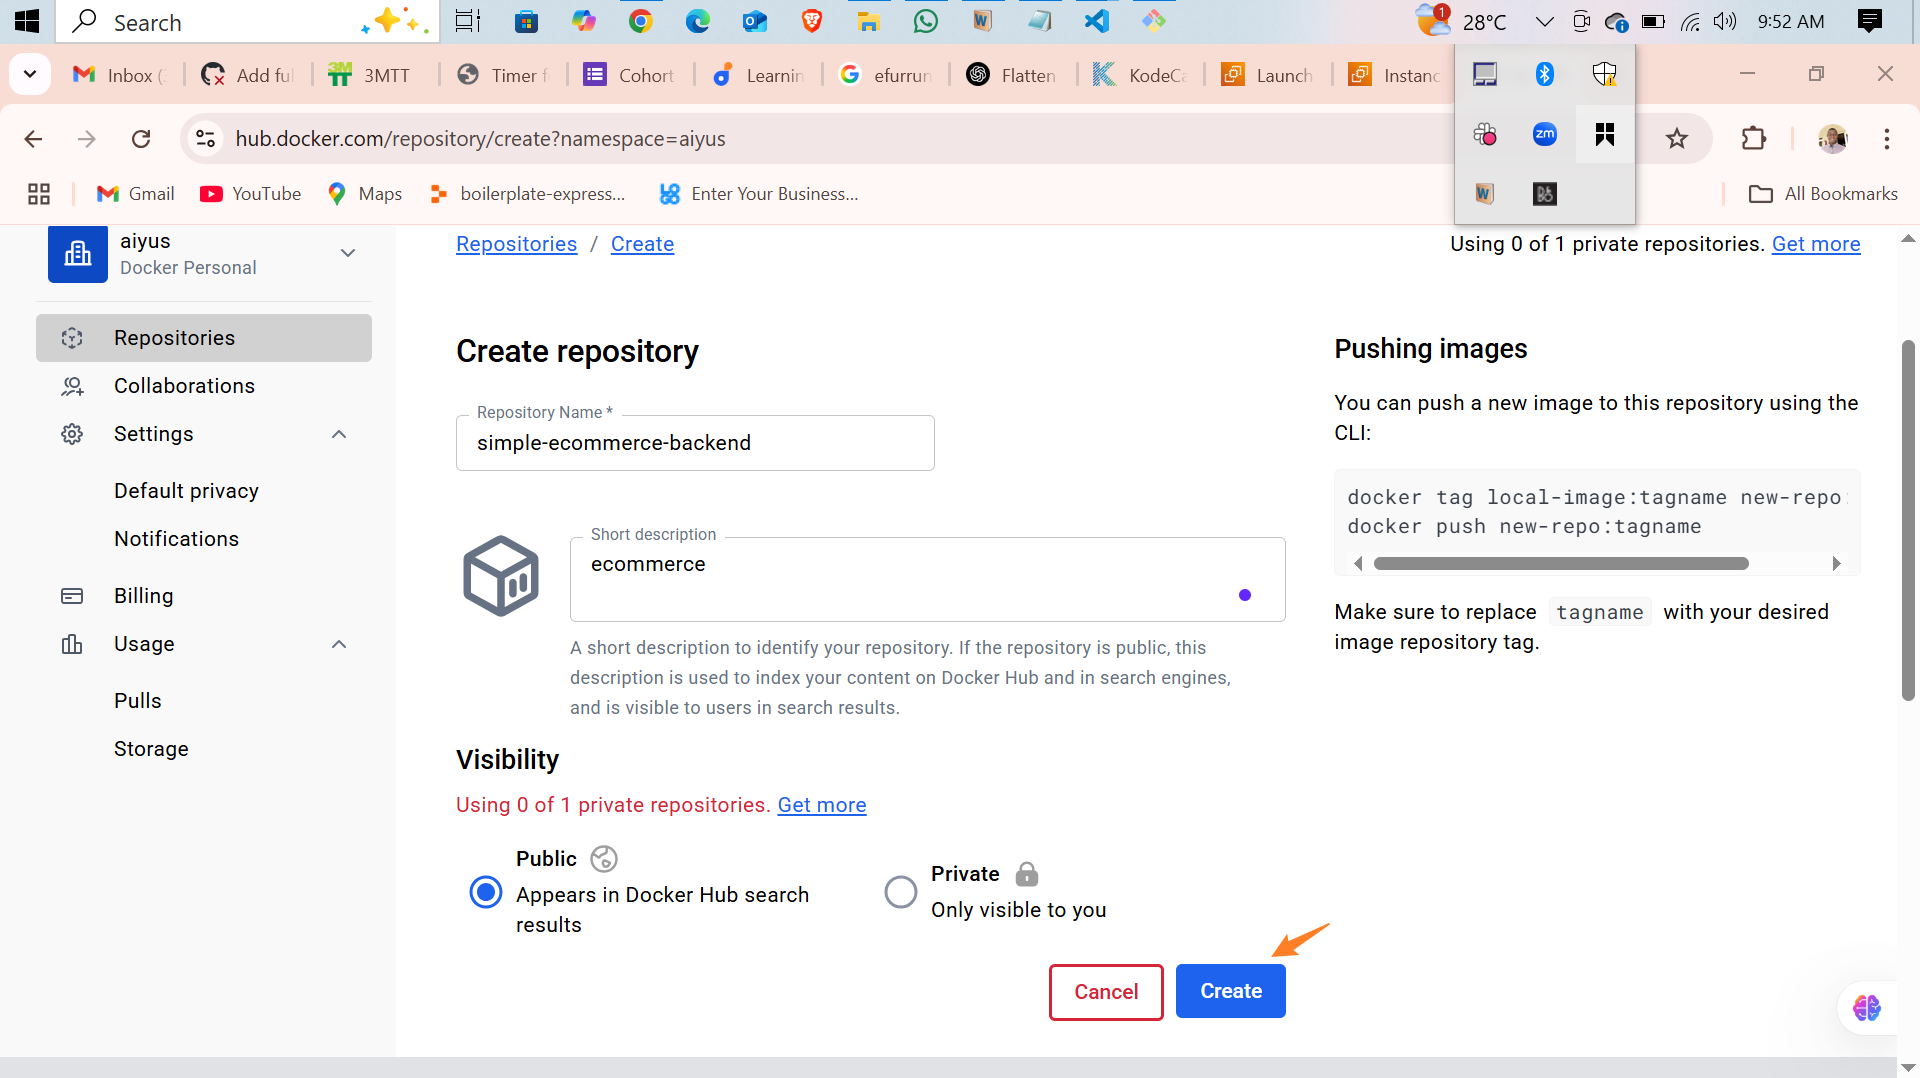 Search
1
28°C
9:52 AM
Inbox (
Add ful
3MTT
Timer f
Cohort
Learnin
efurrun
Flatten
KodeCa
Launch
Instanc
zm
hub.docker.com/repository/create?namespace=aiyus
Gmail
YouTube
Maps
boilerplate-express...
Enter Your Business...
All Bookmarks
aiyus
Docker Personal
Repositories
Collaborations
Settings
Default privacy
Notifications
Billing
Usage
Pulls
Storage
Repositories / Create
Using 0 of 1 private repositories. Get more
Create repository
Repository Name *
simple-ecommerce-backend
Short description
ecommerce
A short description to identify your repository. If the repository is public, this
description is used to index your content on Docker Hub and in search engines,
and is visible to users in search results.
Visibility
Using 0 of 1 private repositories. Get more
Public
Appears in Docker Hub search
results
Private
Only visible to you
Cancel
Create
Pushing images
You can push a new image to this repository using the
CLI:
docker tag local-image:tagname new-repo:
docker push new-repo:tagname
Make sure to replace tagname with your desired
image repository tag.